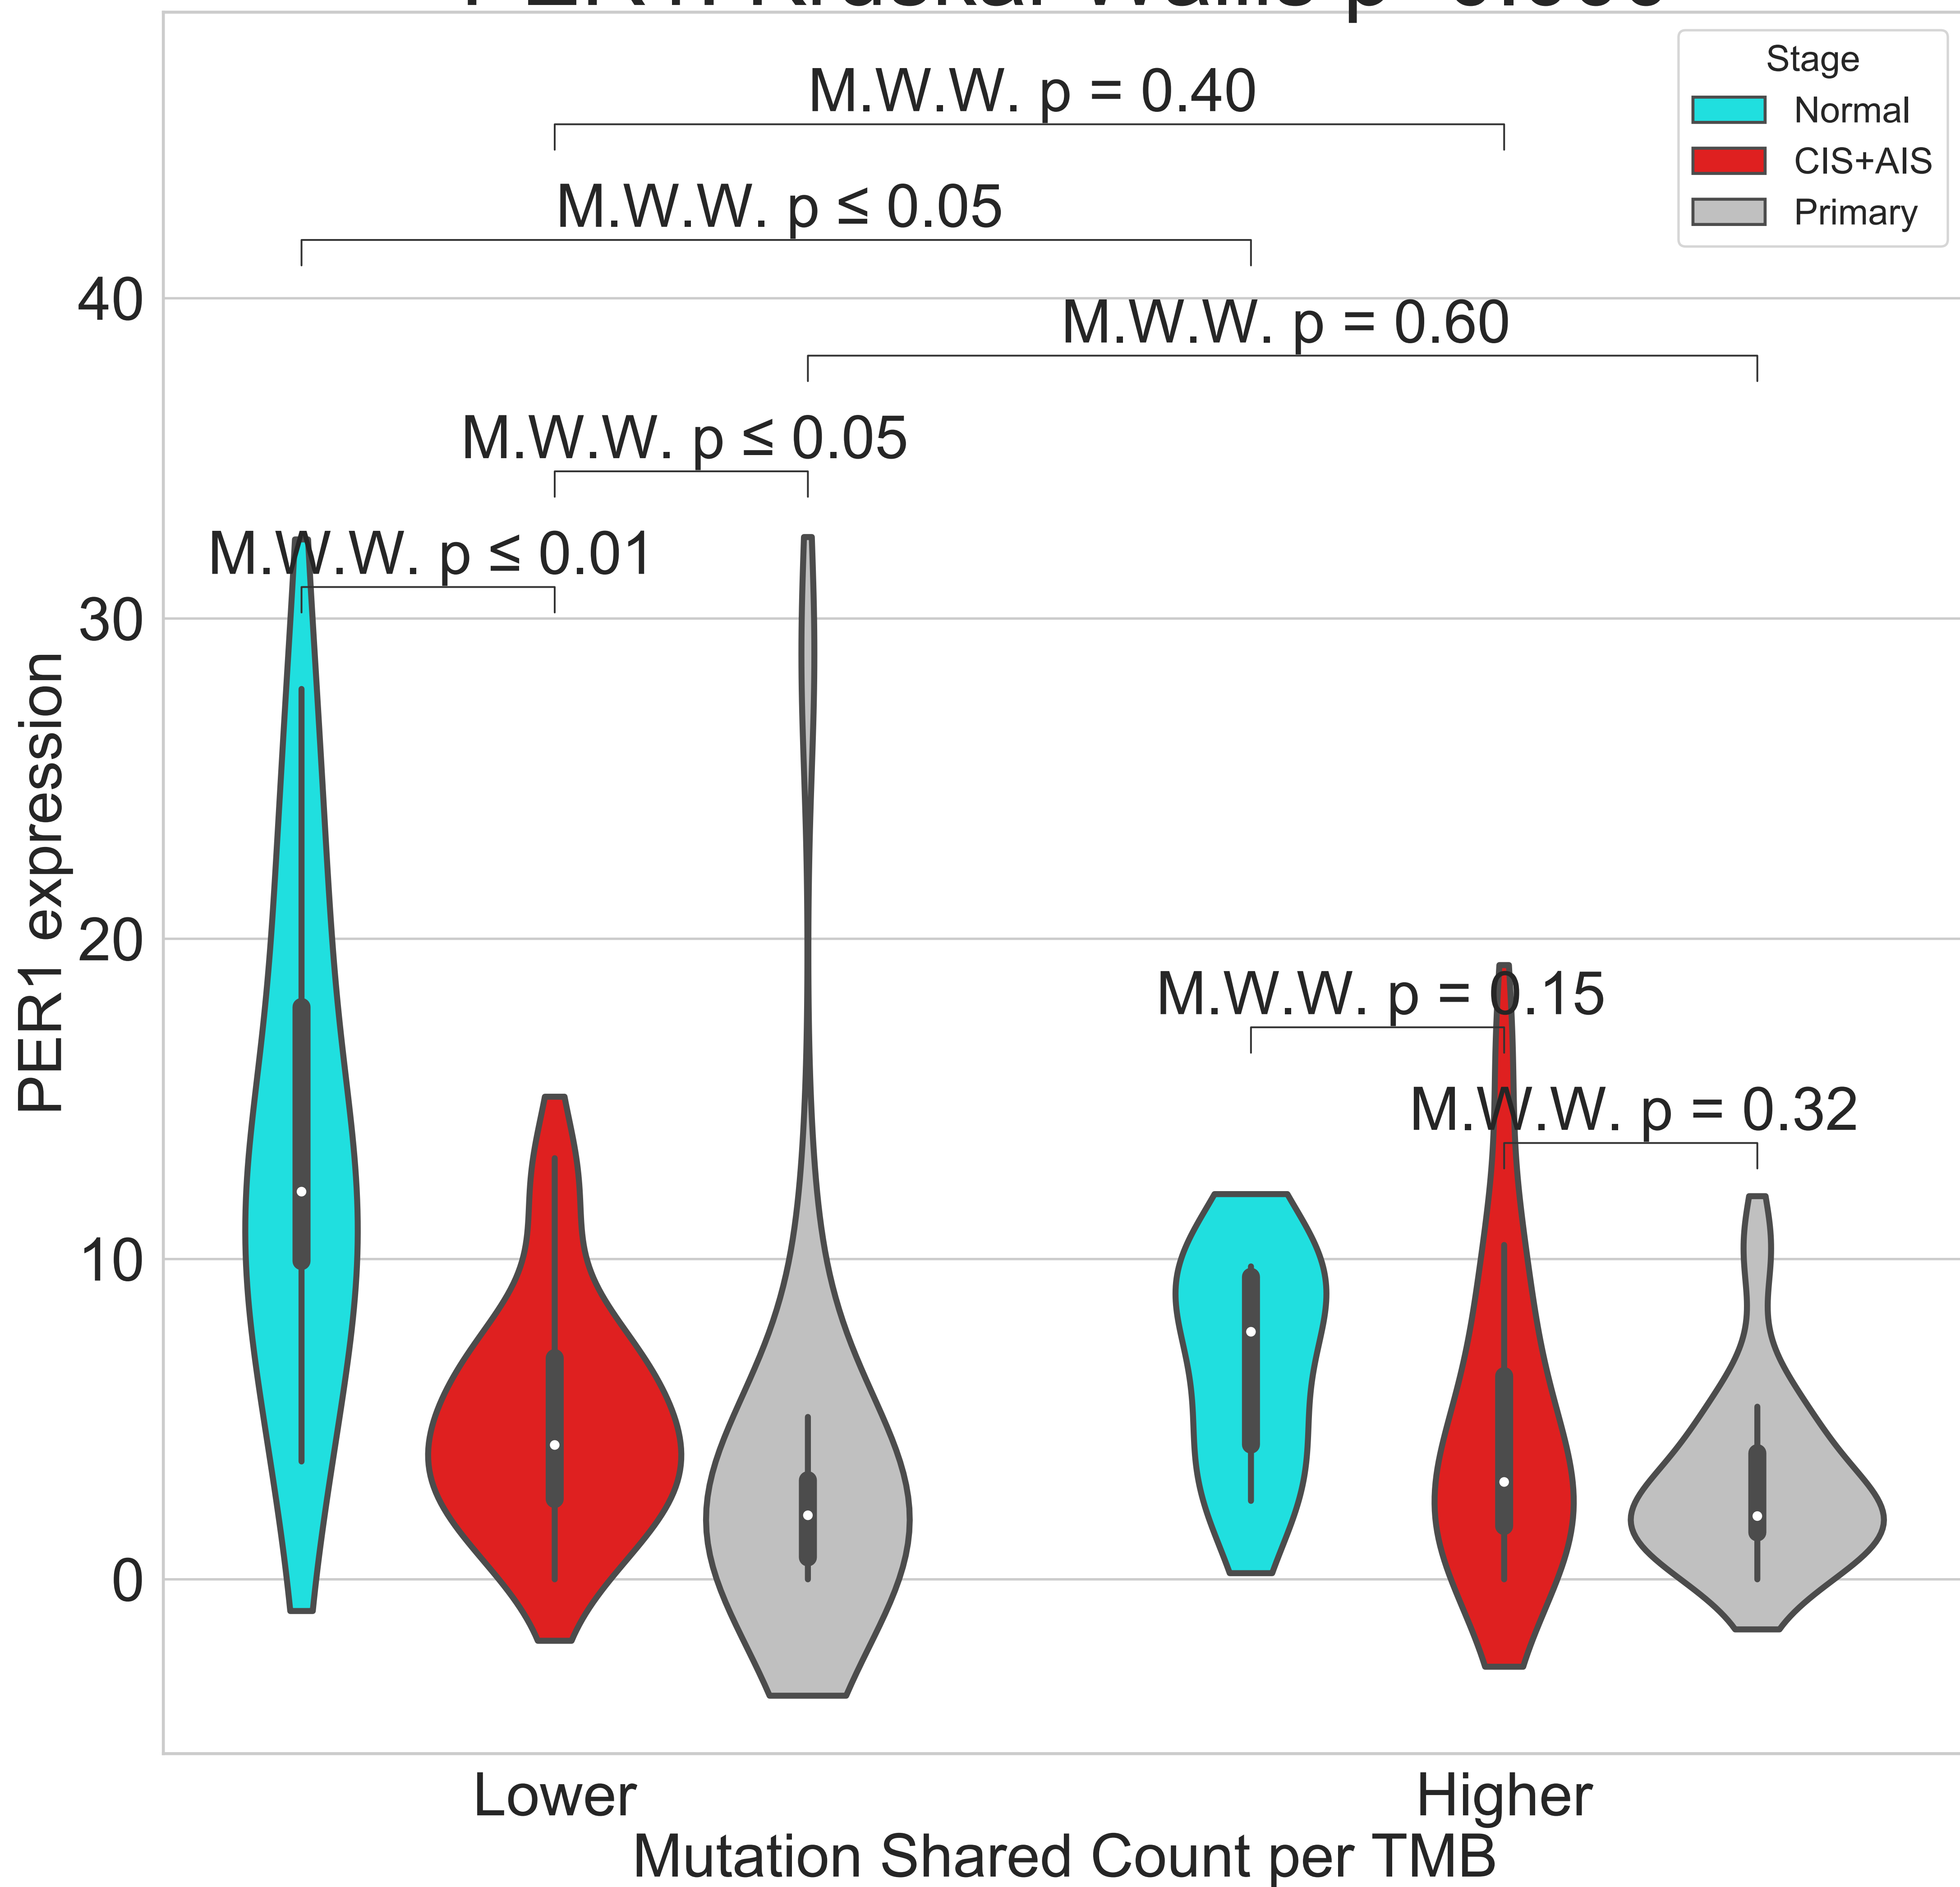 Stage
Normal
CIS+AIS
Primary
M.W.W. p = 0.40
M.W.W. p ≤ 0.05
M.W.W. p = 0.60
M.W.W. p ≤ 0.05
M.W.W. p ≤ 0.01
M.W.W. p = 0.15
M.W.W. p = 0.32
40
30
20
10
0
PER1 expression
Lower
Higher
Mutation Shared Count per TMB